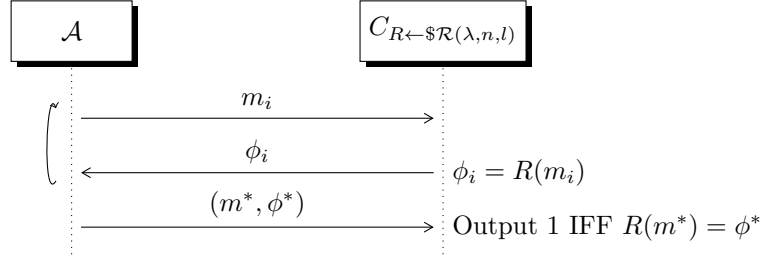 𝒜
C_{R←$ℛ(λ,n,l)}
m_i
ϕ_i
ϕ_i = R(m_i)
(m*, ϕ*)
Output 1 IFF R(m*) = ϕ*